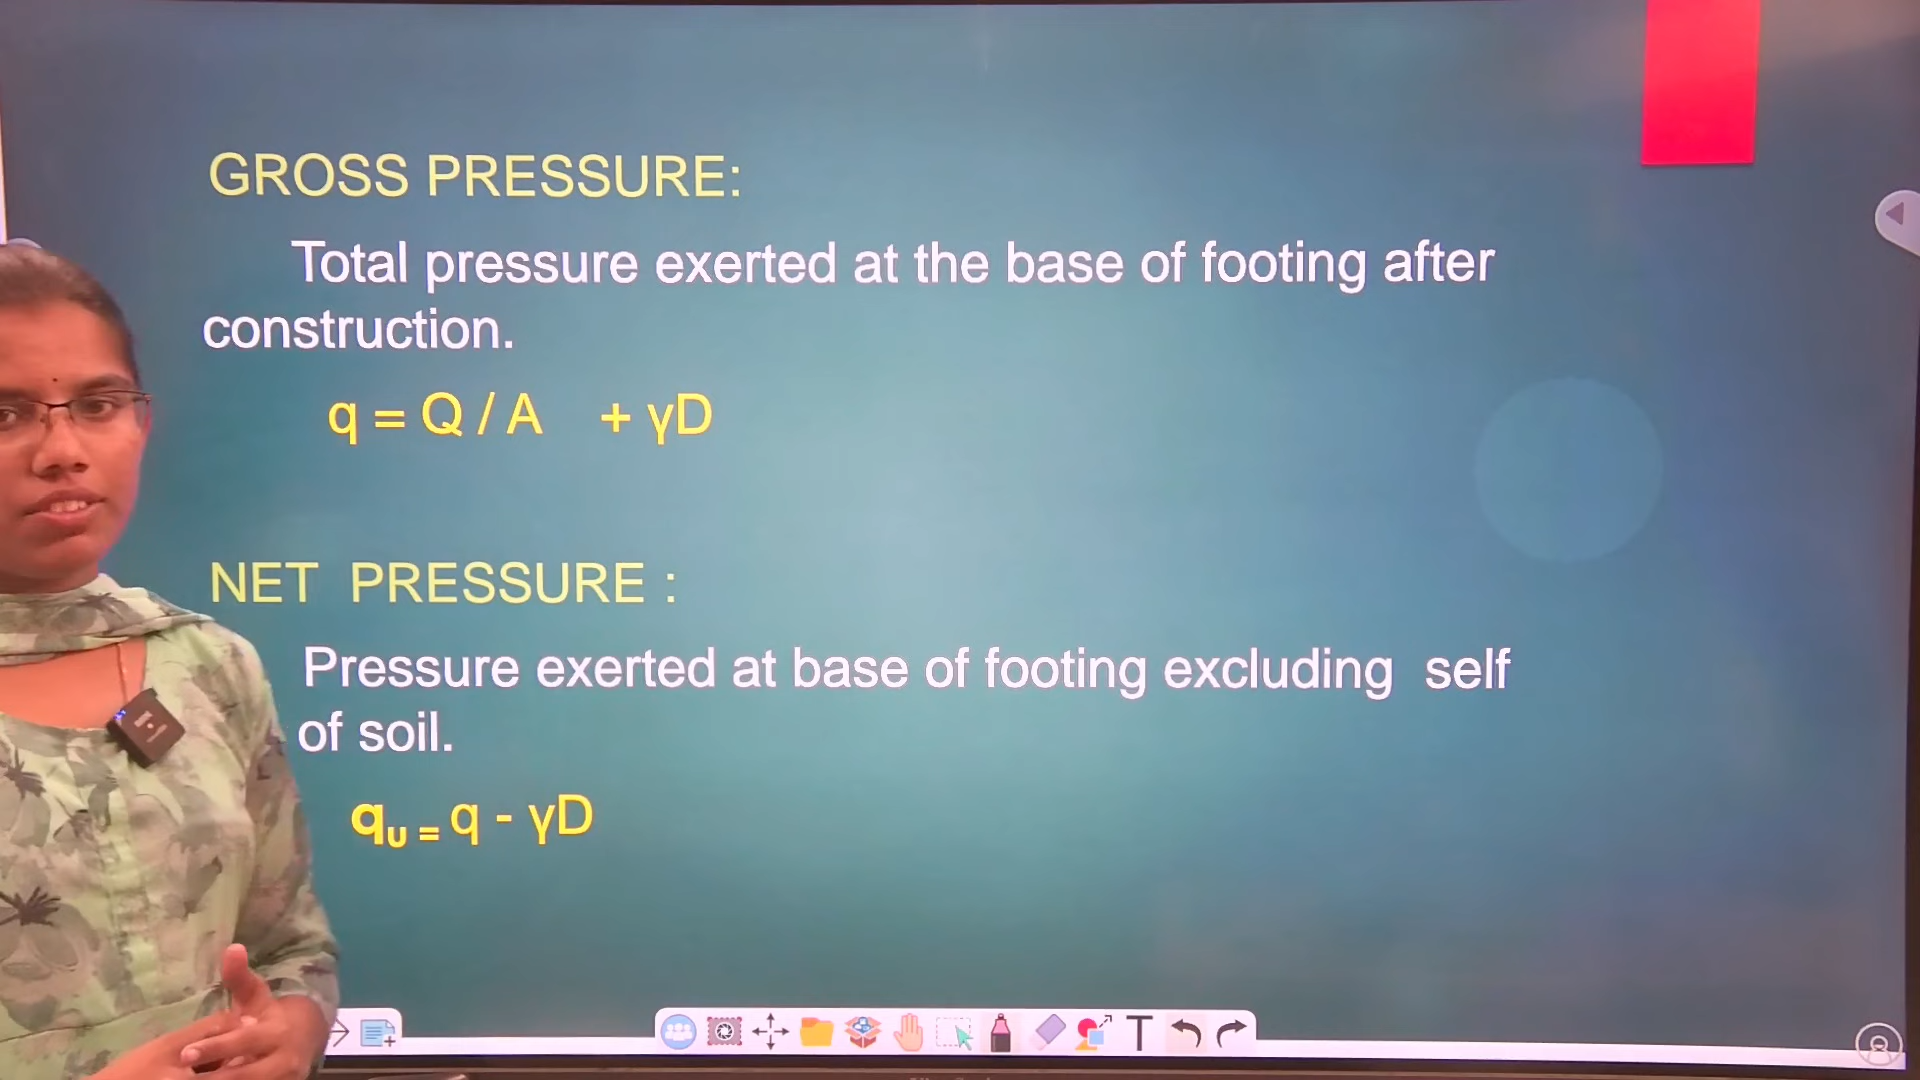 GROSS PRESSURE:
Total pressure exerted at the base of footing after
construction.
q = Q / A + γD
NET PRESSURE :
Pressure exerted at base of footing excluding self
of soil.
qᵤ = q - γD
T